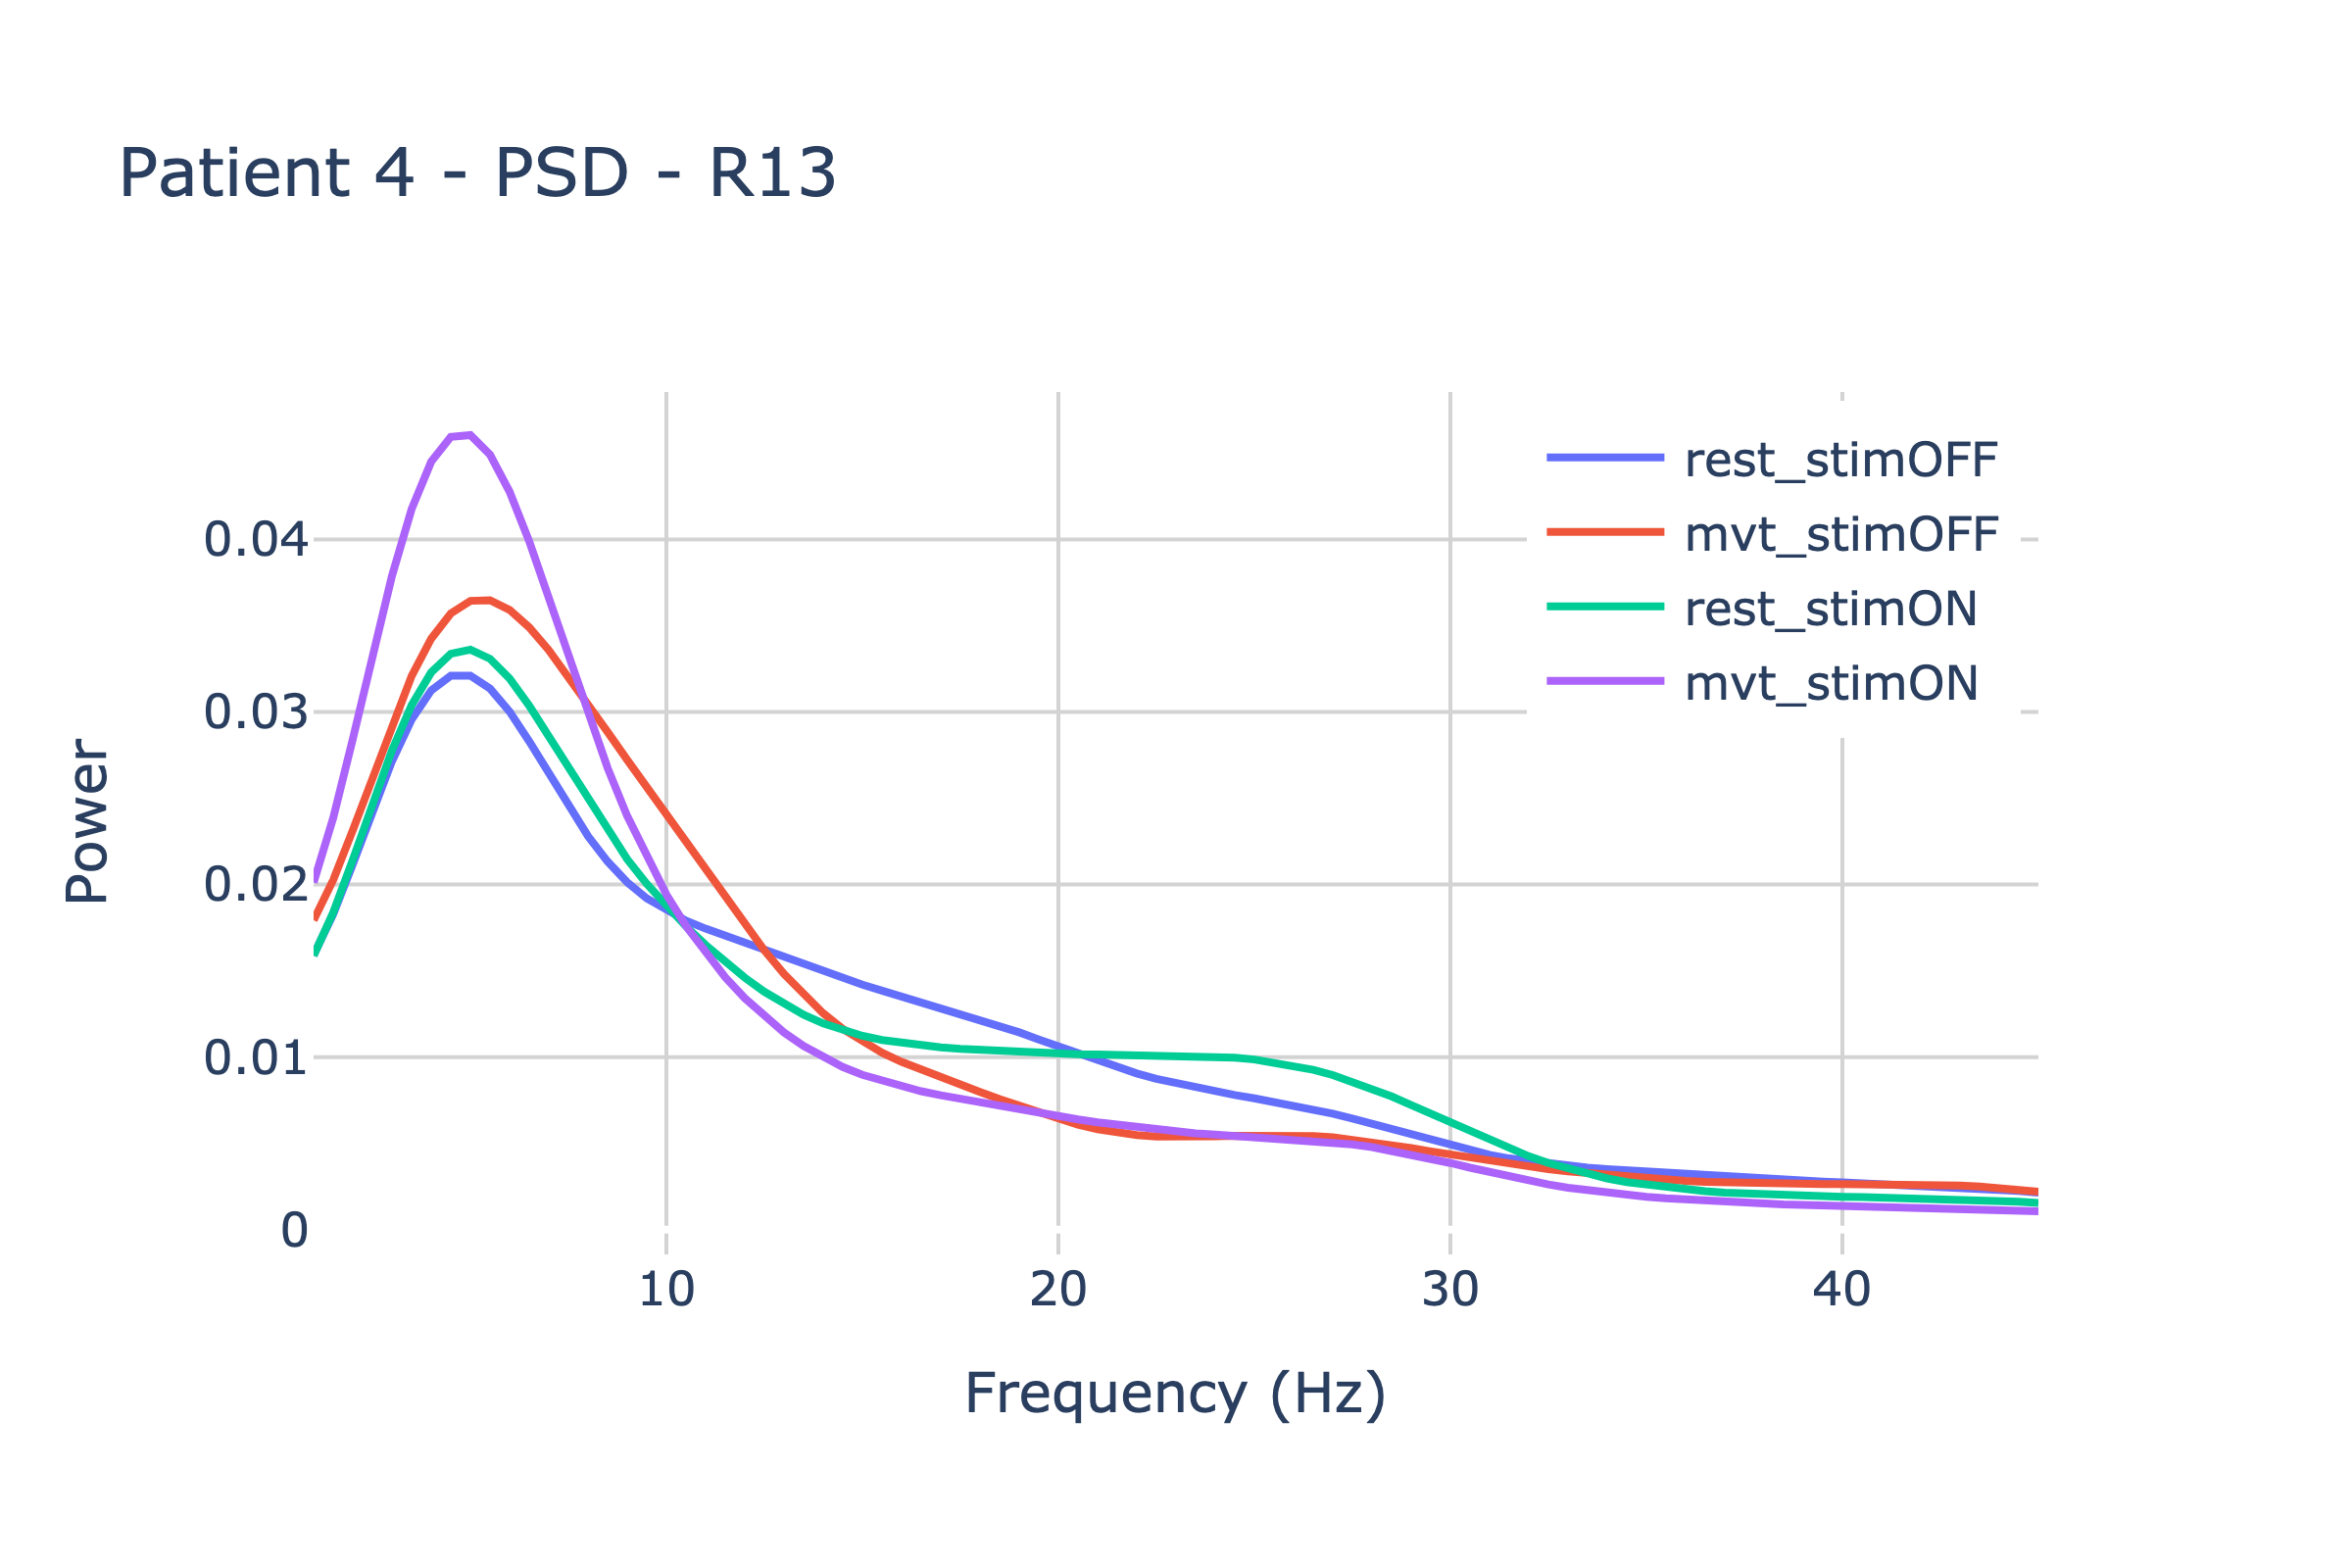 Patient 4 - PSD - R13
rest_stimOFF
mvt_stimOFF
rest_stimON
mvt_stimON
0.04
0.03
0.02
0.01
0
Power
10 20 30 40
Frequency (Hz)